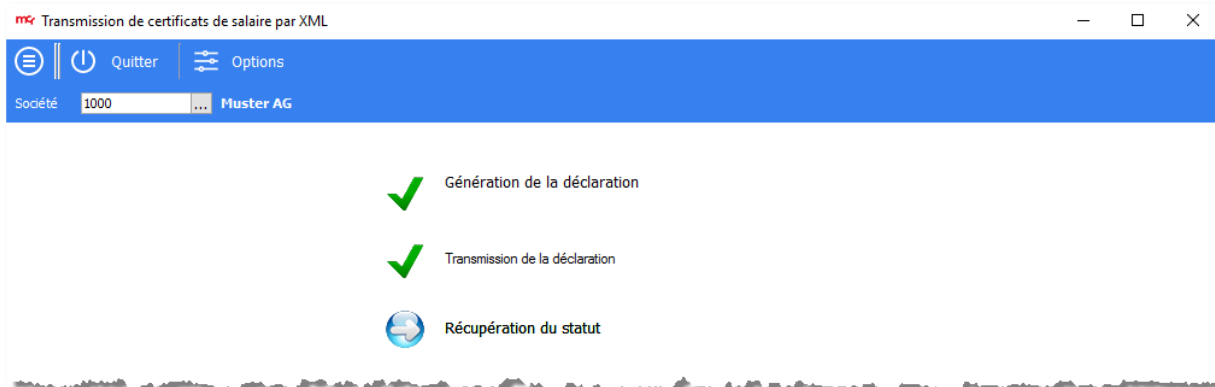 mcr Transmission de certificats de salaire par XML
Quitter Options
Société 1000 ... Muster AG
Génération de la déclaration
Transmission de la déclaration
Récupération du statut